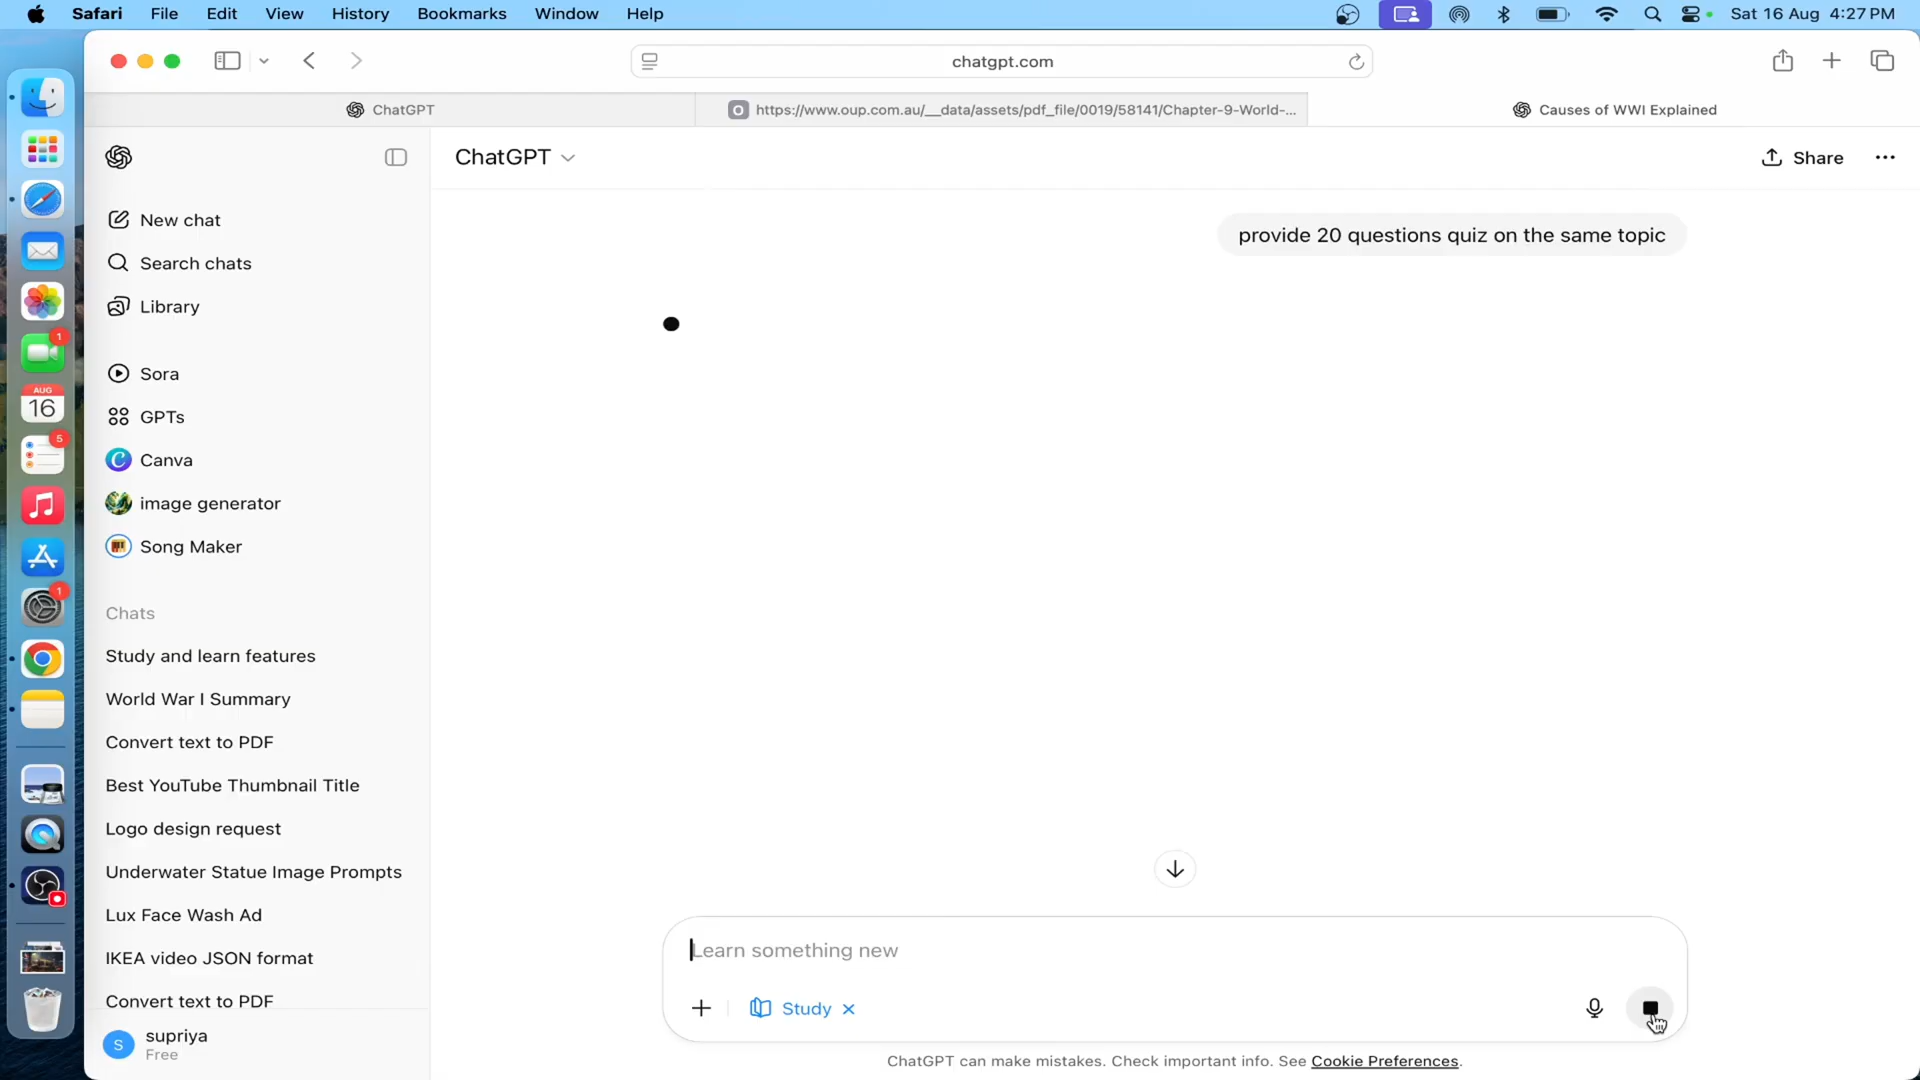 Safari File Edit View History Bookmarks Window Help Sat 16 Aug 4:27 PM
chatgpt.com
ChatGPT
https://www.oup.com.au/__data/assets/pdf_file/0019/58141/Chapter-9-World-...
Causes of WWI Explained
ChatGPT
Share
provide 20 questions quiz on the same topic
New chat
Search chats
Library
Sora
GPTs
Canva
image generator
Song Maker
Chats
Study and learn features
World War I Summary
Convert text to PDF
Best YouTube Thumbnail Title
Logo design request
Underwater Statue Image Prompts
Lux Face Wash Ad
IKEA video JSON format
Convert text to PDF
S
supriya
Free
Learn something new
Study
ChatGPT can make mistakes. Check important info. See Cookie Preferences.
1
AUG
16
5
1